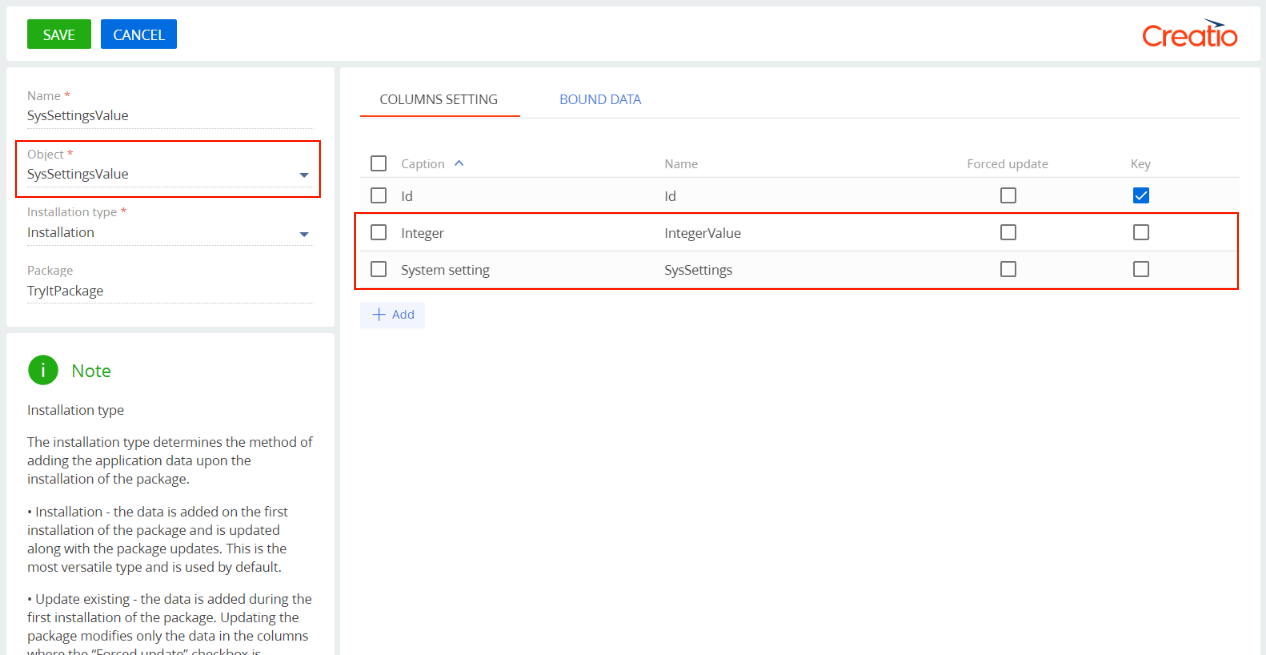 SAVE CANCEL Creatio
Name *
SysSettingsValue
Object *
SysSettingsValue
Installation type *
Installation
Package
TryItPackage
i Note
Installation type
The installation type determines the method of
adding the application data upon the
installation of the package.
• Installation - the data is added on the first
installation of the package and is updated
along with the package updates. This is the
most versatile type and is used by default.
• Update existing - the data is added during the
first installation of the package. Updating the
package modifies only the data in the columns
where the “Forced update” checkbox is
COLUMNS SETTING BOUND DATA
Caption Name Forced update Key
Id Id
Integer IntegerValue
System setting SysSettings
+ Add